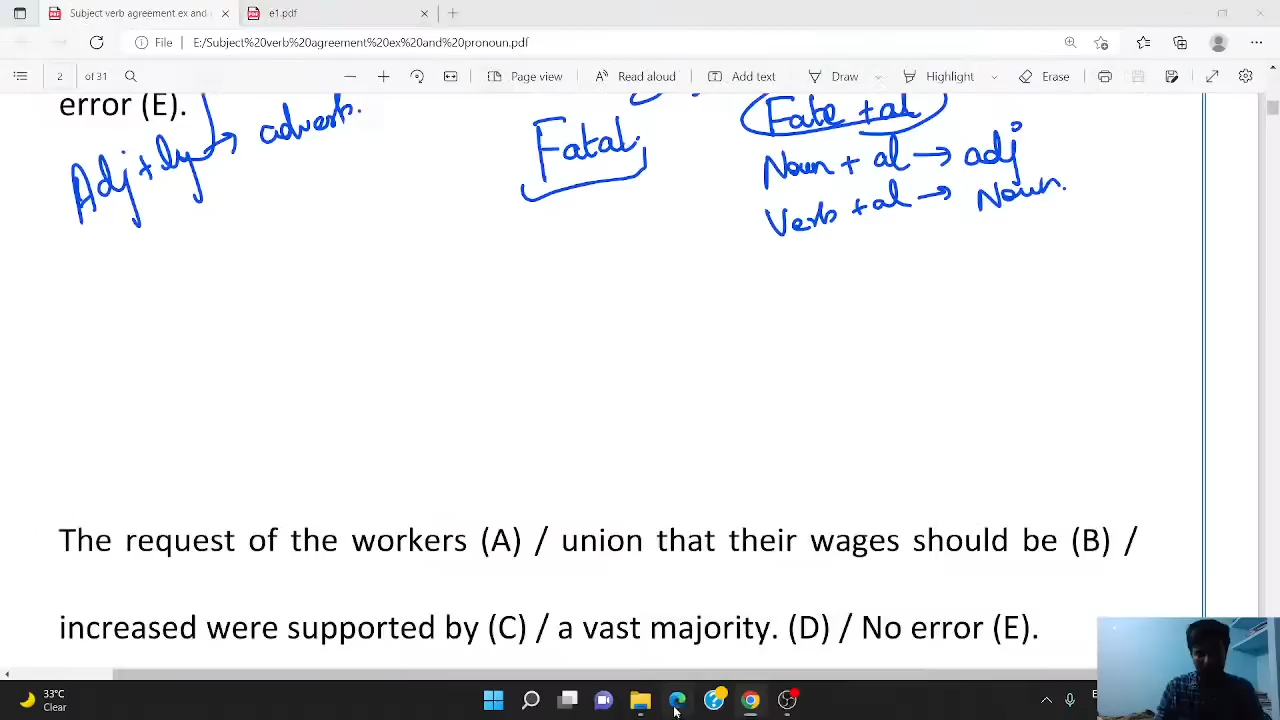 Subject verb agreement ex and
e1.pdf
File
E:/Subject%20verb%20agreement%20ex%20and%20pronoun.pdf
2 of 31
Page view
Read aloud
Add text
Draw
Highlight
Erase
error (E).
Adj + ly → adverb.
Fatal.
Fate + al
Noun + al → adj
Verb + al → Noun.
The request of the workers (A) / union that their wages should be (B) /
increased were supported by (C) / a vast majority. (D) / No error (E).
33°C
Clear